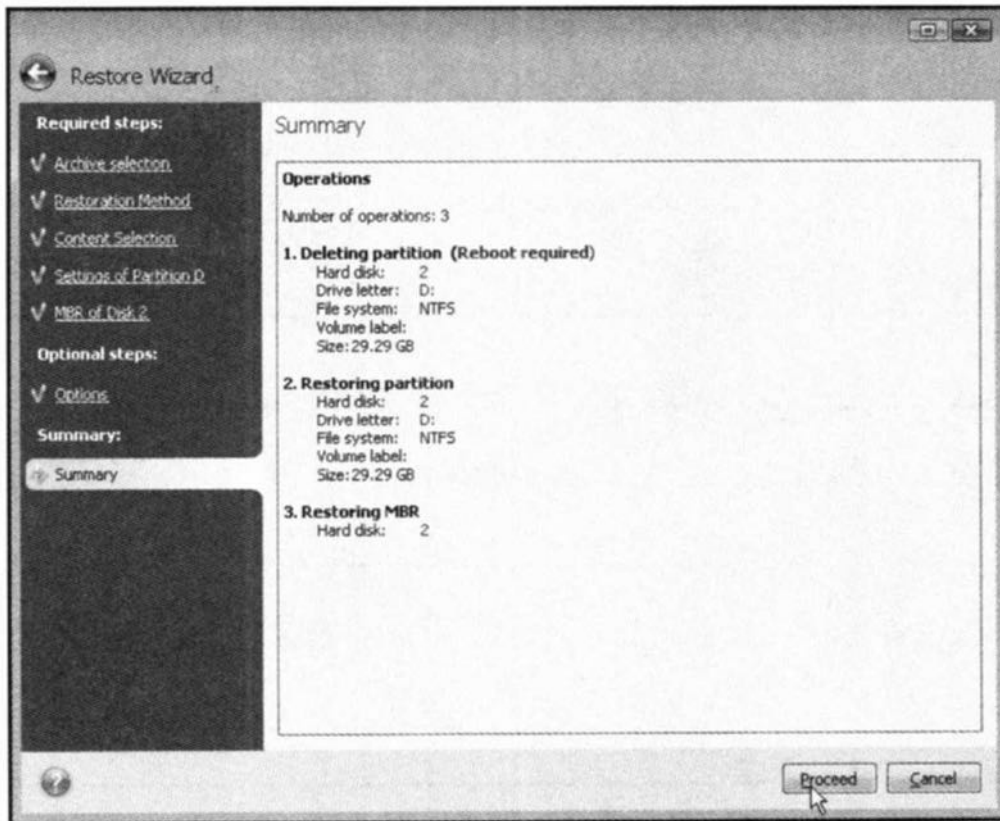 Restore Wizard
Required steps:
Archive selection
Restoration Method
Content Selection
Settings of Partition D
MBR of Disk 2
Optional steps:
Options
Summary:
Summary
Summary
Operations
Number of operations: 3
1. Deleting partition (Reboot required)
Hard disk: 2
Drive letter: D:
File system: NTFS
Volume label:
Size: 29.29 GB
2. Restoring partition
Hard disk: 2
Drive letter: D:
File system: NTFS
Volume label:
Size: 29.29 GB
3. Restoring MBR
Hard disk: 2
Proceed
Cancel